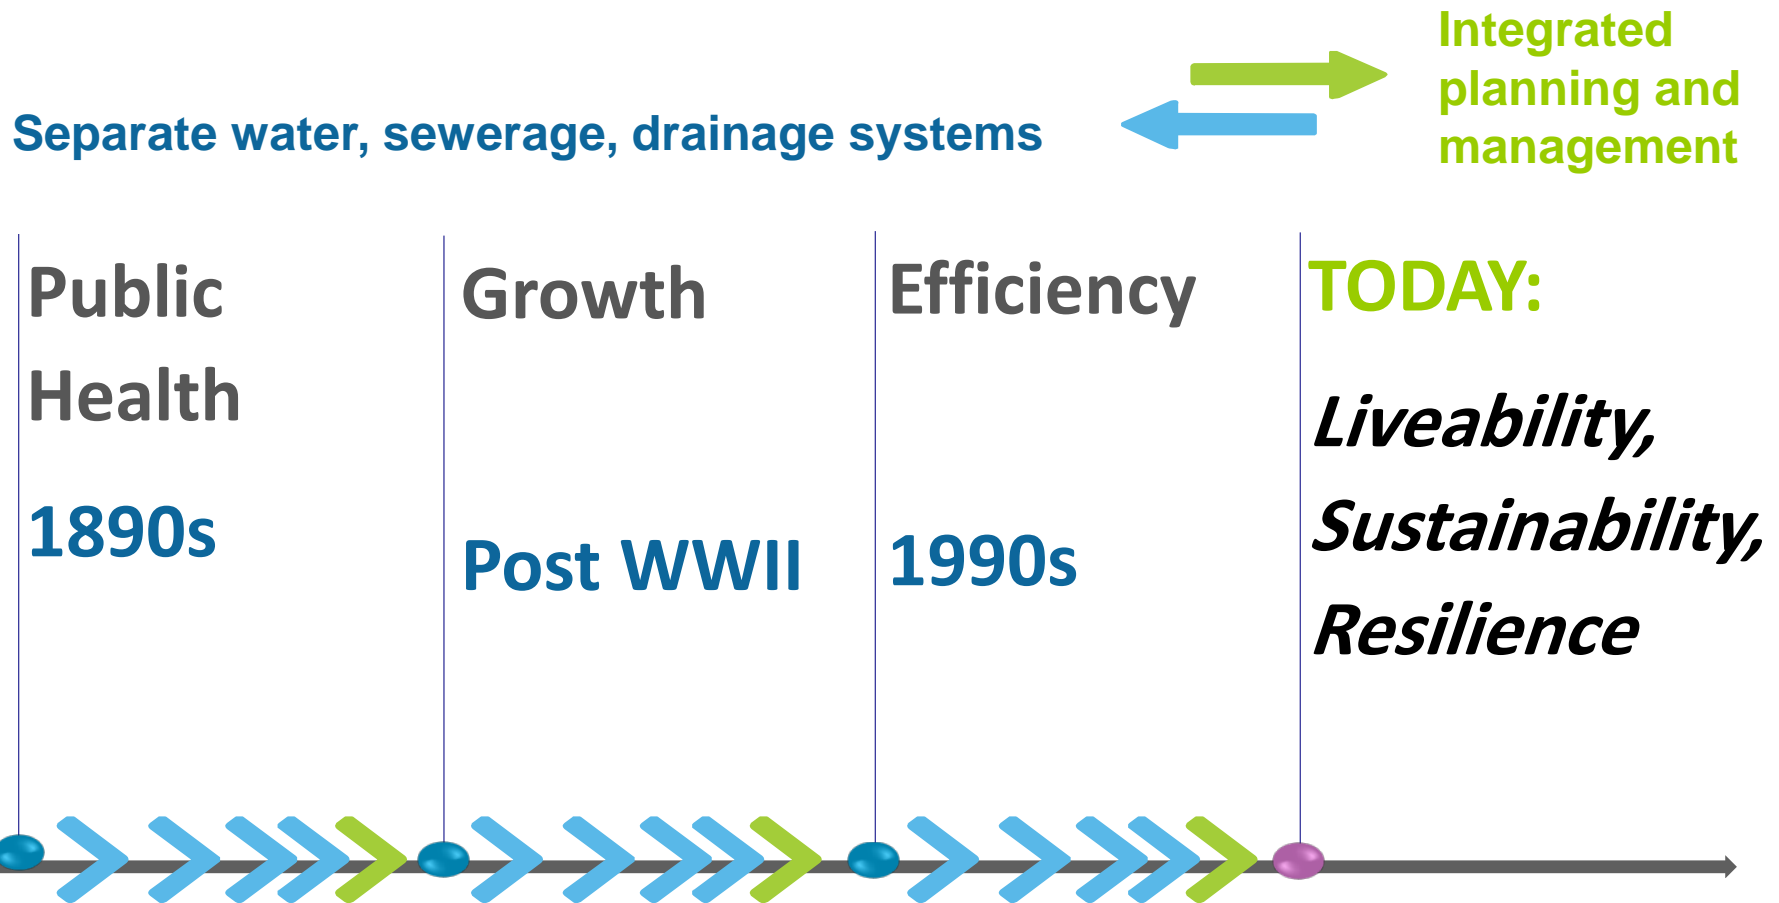 Integrated
planning and
management
Separate water, sewerage, drainage systems
Public
Health
1890s
Growth
Post WWII
Efficiency
1990s
TODAY:
Liveability,
Sustainability,
Resilience